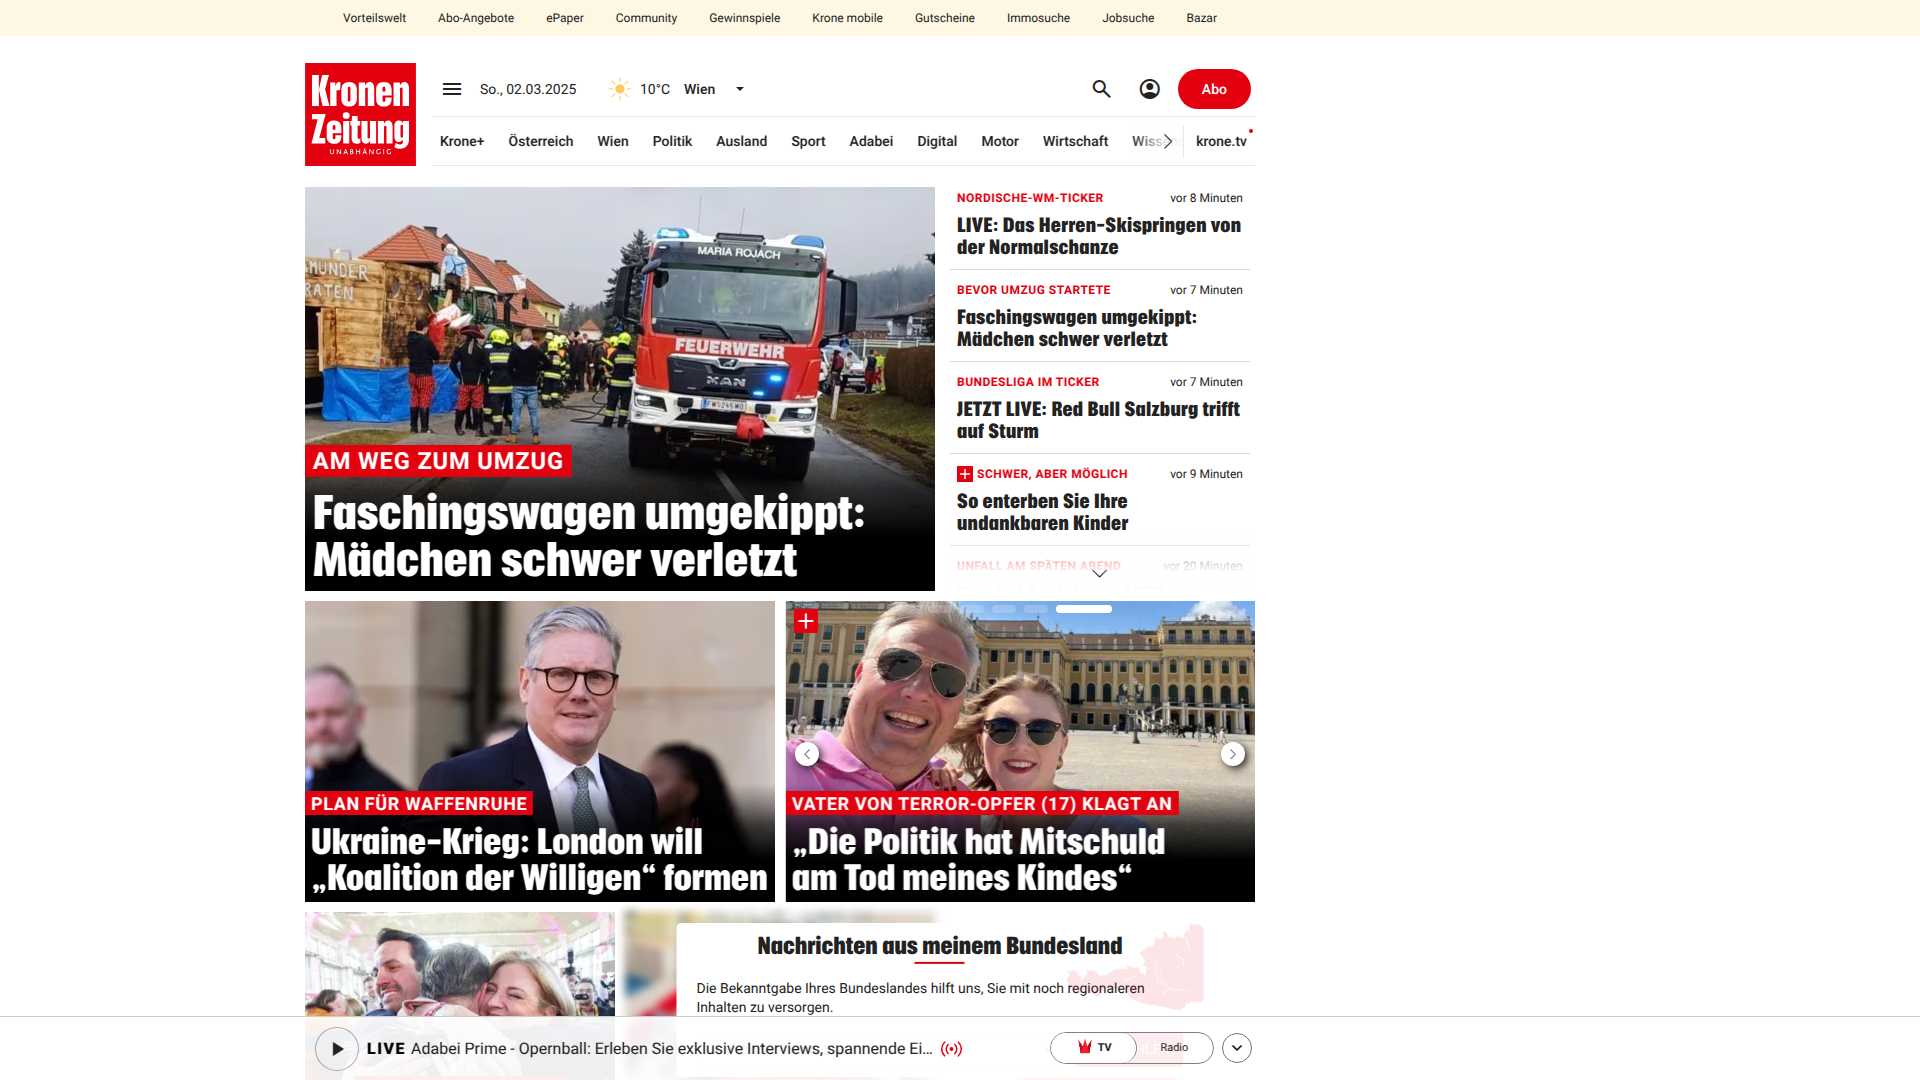 Vorteilswelt Abo-Angebote ePaper Community Gewinnspiele Krone mobile Gutscheine Immosuche Jobsuche Bazar
Kronen
Zeitung
UNABHÄNGIG
So., 02.03.2025 10°C Wien
Abo
Krone+ Österreich Wien Politik Ausland Sport Adabei Digital Motor Wirtschaft krone.tv
MARIA ROJACH
FEUERWEHR
MAN
AM WEG ZUM UMZUG
Faschingswagen umgekippt:
Mädchen schwer verletzt
NORDISCHE-WM-TICKER vor 8 Minuten
LIVE: Das Herren-Skispringen von
der Normalschanze
BEVOR UMZUG STARTETE vor 7 Minuten
Faschingswagen umgekippt:
Mädchen schwer verletzt
BUNDESLIGA IM TICKER vor 7 Minuten
JETZT LIVE: Red Bull Salzburg trifft
auf Sturm
SCHWER, ABER MÖGLICH vor 9 Minuten
So enterben Sie Ihre
undankbaren Kinder
UNFALL AM SPÄTEN ABEND vor 20 Minuten
PLAN FÜR WAFFENRUHE
Ukraine-Krieg: London will
„Koalition der Willigen“ formen
VATER VON TERROR-OPFER (17) KLAGT AN
„Die Politik hat Mitschuld
am Tod meines Kindes“
Nachrichten aus meinem Bundesland
Die Bekanntgabe Ihres Bundeslandes hilft uns, Sie mit noch regionaleren
Inhalten zu versorgen.
LIVE Adabei Prime - Opernball: Erleben Sie exklusive Interviews, spannende Ei...
TV Radio